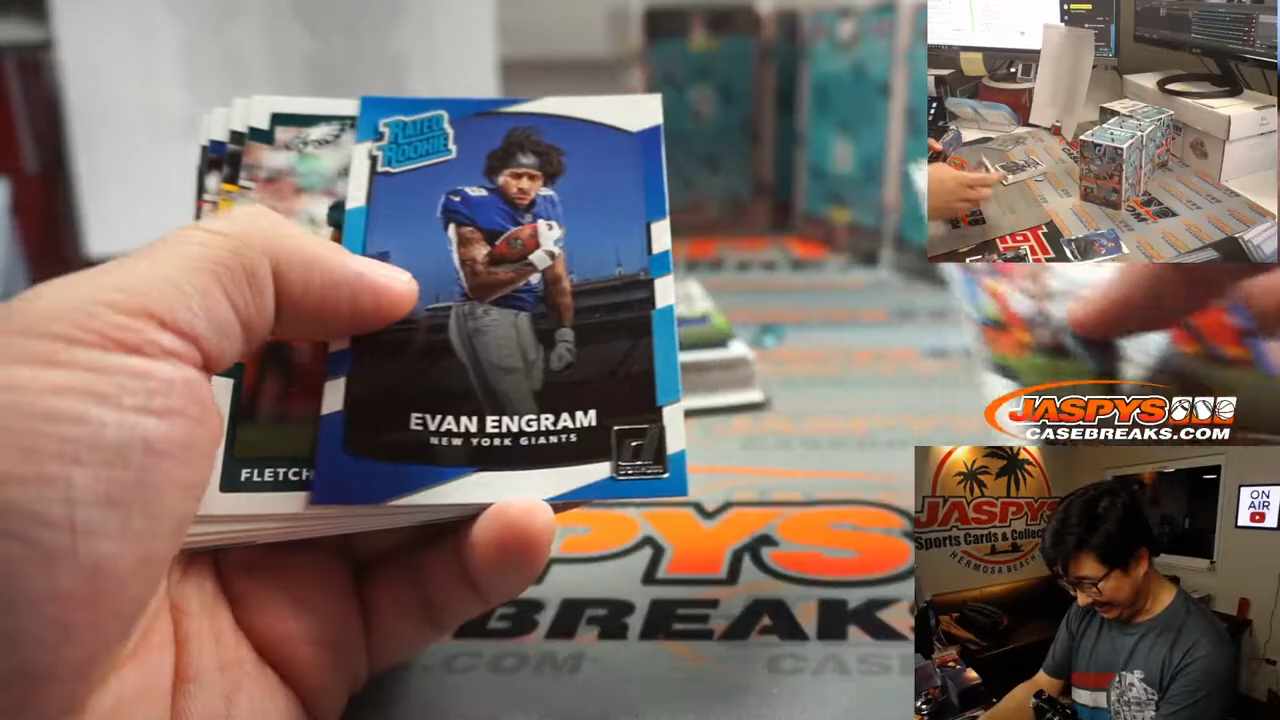 RATED
ROOKIE
EVAN ENGRAM
NEW YORK GIANTS
DONRUSS
FLETCH
JASPYS
CASEBREAKS.COM
PYS
BREAK
.COM
CASE
JASPYS
Sports Cards & Collec
HERMOSA BEACH
ON
AIR